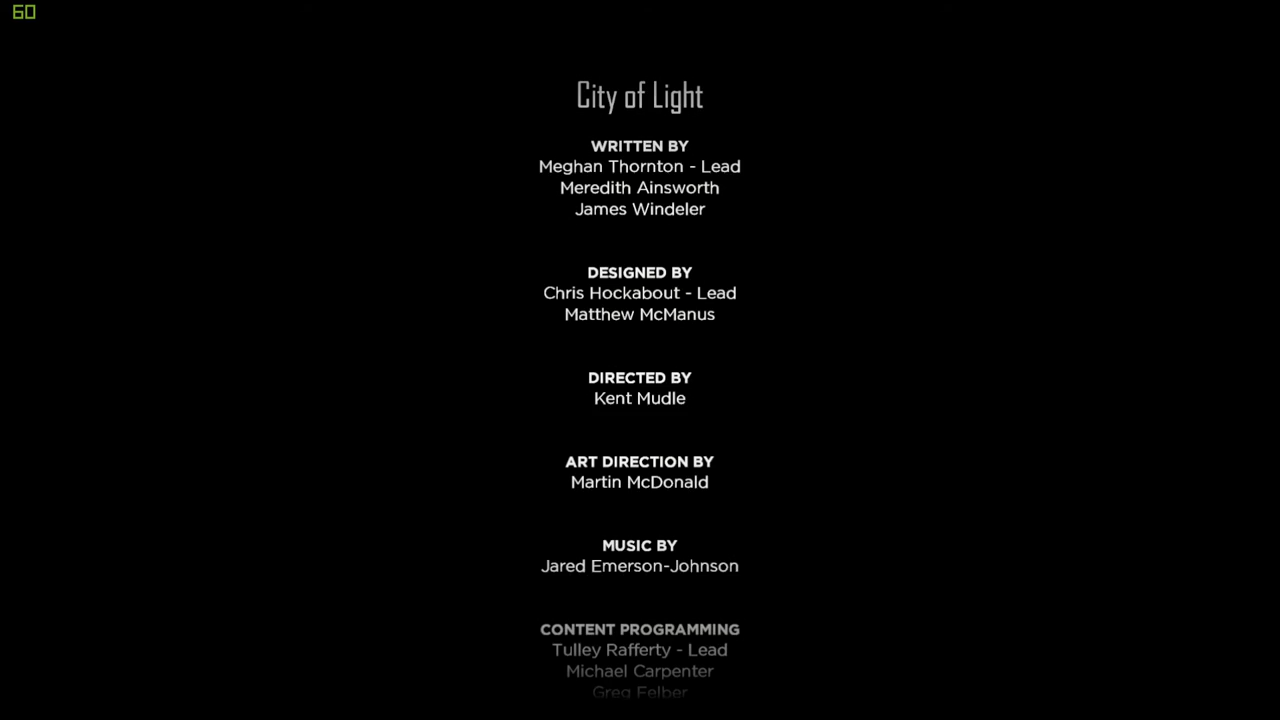 60
City of Light
WRITTEN BY
Meghan Thornton - Lead
Meredith Ainsworth
James Windeler
DESIGNED BY
Chris Hockabout - Lead
Matthew McManus
DIRECTED BY
Kent Mudle
ART DIRECTION BY
Martin McDonald
MUSIC BY
Jared Emerson-Johnson
CONTENT PROGRAMMING
Tulley Rafferty - Lead
Michael Carpenter
Greg Felber